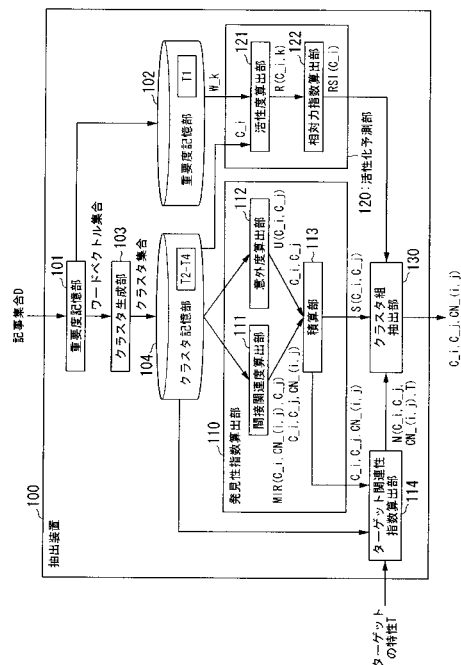 記事集合D
100
抽出装置
101
重要度記憶部
ワードベクトル集合
103
クラスタ生成部
クラスタ集合
104
クラスタ記憶部
T2-T4
102
重要度記憶部
T1
C_i
W_k
121
活性度算出部
R(C_i,k)
122
相対力指数算出部
RSI(C_i)
120:活性化予測部
110
発見性指数算出部
111
間接関連度算出部
112
意外度算出部
MIR(C_i,CN_(i,j),C_j)
C_i,C_j,CN_(i,j)
U(C_i,C_j)
C_i,C_j
113
積算部
C_i,C_j,CN_(i,j)
S(C_i,C_j)
ターゲット関連性
指数算出部
114
N(C_i,C_j,
CN_(i,j),T)
130
クラスタ組
抽出部
ターゲット
の特性T
C_i,C_j,CN_(i,j)